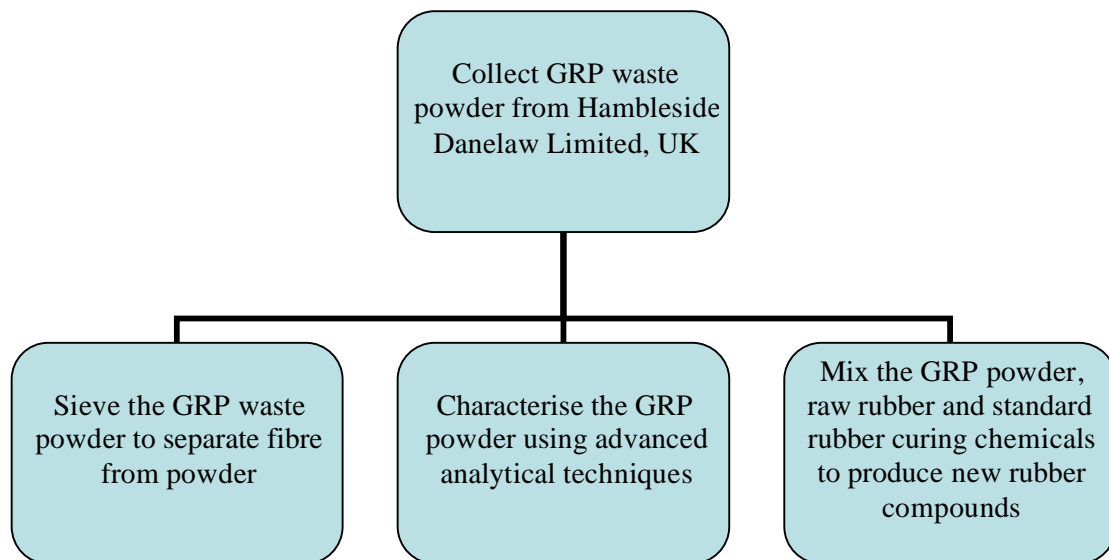 Collect GRP waste
powder from Hambleside
Danelaw Limited, UK
Sieve the GRP waste
powder to separate fibre
from powder
Characterise the GRP
powder using advanced
analytical techniques
Mix the GRP powder,
raw rubber and standard
rubber curing chemicals
to produce new rubber
compounds